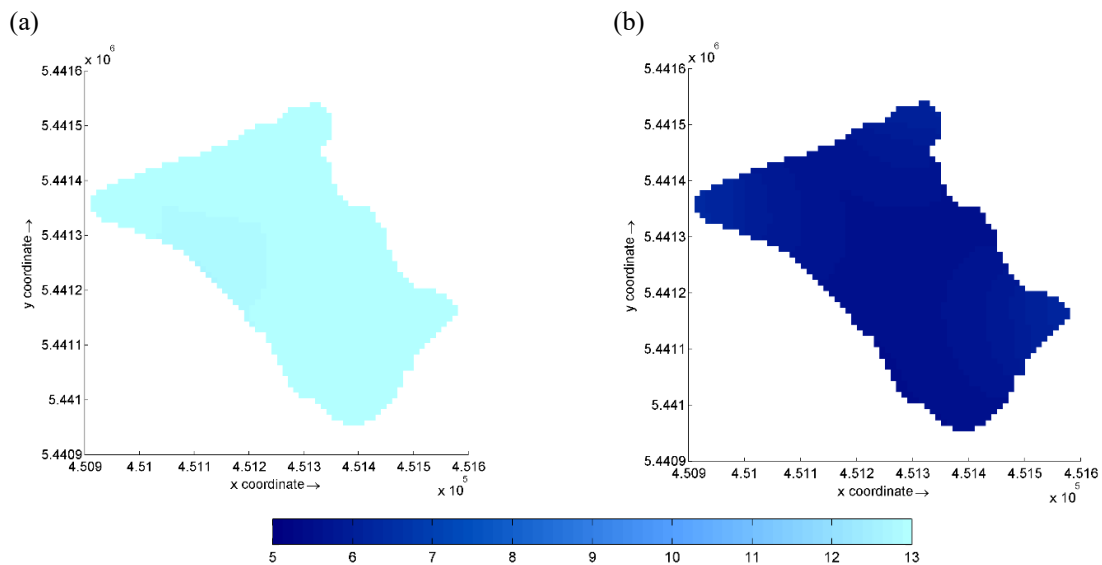 (a)
(b)
x 10 6
5.4416
5.4415
5.4414
5.4413
5.4412
5.4411
5.441
5.4409
y coordinate →
4.509 4.51 4.511 4.512 4.513 4.514 4.515 4.516
x coordinate →
x 10 5
x 10 6
5.4416
5.4415
5.4414
5.4413
5.4412
5.4411
5.441
5.4409
y coordinate →
4.509 4.51 4.511 4.512 4.513 4.514 4.515 4.516
x coordinate →
x 10 5
5 6 7 8 9 10 11 12 13